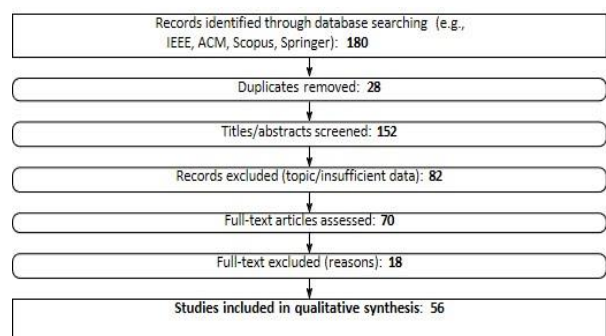 Records identified through database searching (e.g.,
IEEE, ACM, Scopus, Springer): 180
Duplicates removed: 28
Titles/abstracts screened: 152
Records excluded (topic/insufficient data): 82
Full-text articles assessed: 70
Full-text excluded (reasons): 18
Studies included in qualitative synthesis: 56